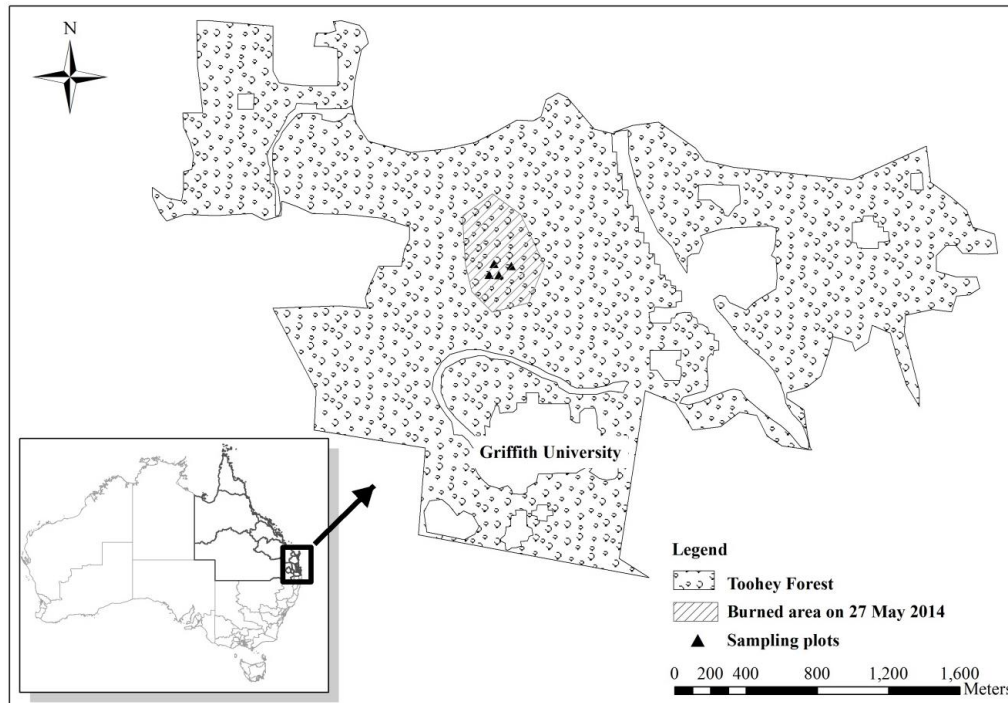 N
Griffith University
Legend
Toohey Forest
Burned area on 27 May 2014
Sampling plots
0 200 400 800 1,200 1,600
Meters